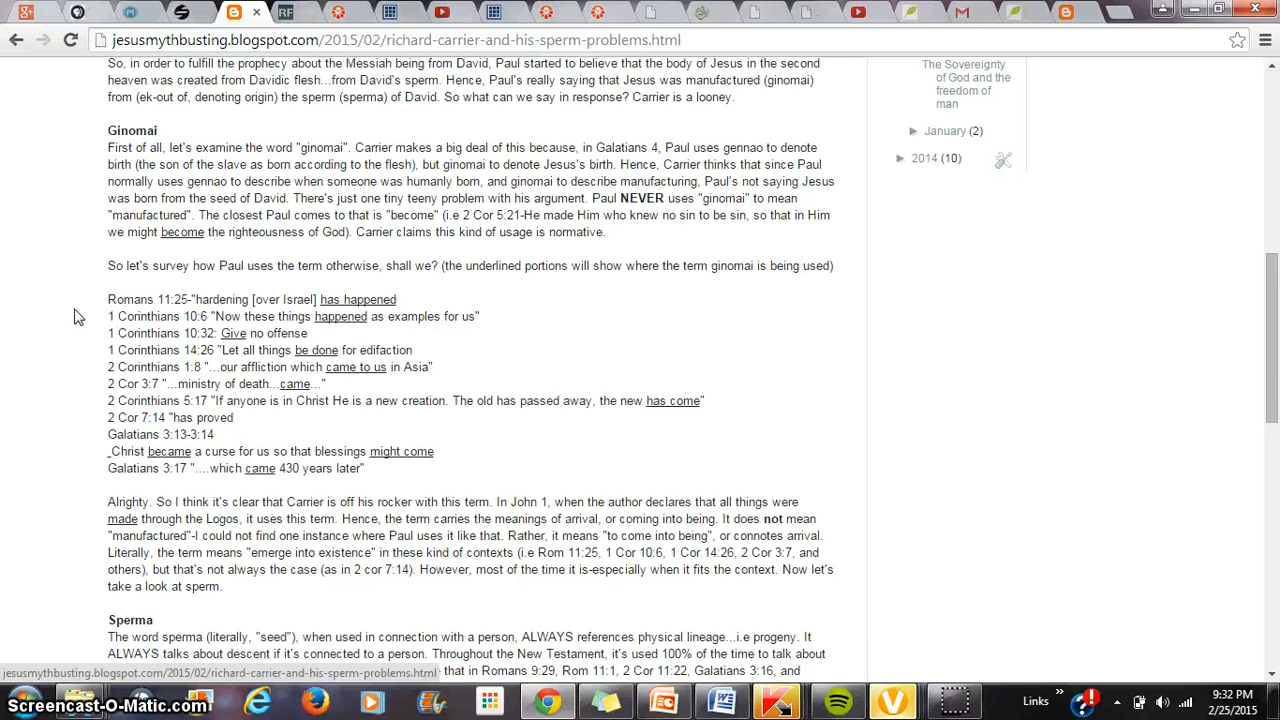 jesusmythbusting.blogspot.com/2015/02/richard-carrier-and-his-sperm-problems.html
So, in order to fulfill the prophecy about the Messiah being from David, Paul started to believe that the body of Jesus in the second
heaven was created from Davidic flesh...from David's sperm. Hence, Paul's really saying that Jesus was manufactured (ginomai)
from (ek-out of, denoting origin) the sperm (sperma) of David. So what can we say in response? Carrier is a looney.
Ginomai
First of all, let's examine the word "ginomai". Carrier makes a big deal of this because, in Galatians 4, Paul uses gennao to denote
birth (the son of the slave as born according to the flesh), but ginomai to denote Jesus's birth. Hence, Carrier thinks that since Paul
normally uses gennao to describe when someone was humanly born, and ginomai to describe manufacturing, Paul's not saying Jesus
was born from the seed of David. There's just one tiny teeny problem with his argument. Paul NEVER uses "ginomai" to mean
"manufactured". The closest Paul comes to that is "become" (i.e 2 Cor 5:21-He made Him who knew no sin to be sin, so that in Him
we might become the righteousness of God). Carrier claims this kind of usage is normative.
So let's survey how Paul uses the term otherwise, shall we? (the underlined portions will show where the term ginomai is being used)
Romans 11:25-"hardening [over Israel] has happened
1 Corinthians 10:6 "Now these things happened as examples for us"
1 Corinthians 10:32: Give no offense
1 Corinthians 14:26 "Let all things be done for edifaction
2 Corinthians 1:8 "...our affliction which came to us in Asia"
2 Cor 3:7 "...ministry of death...came..."
2 Corinthians 5:17 "If anyone is in Christ He is a new creation. The old has passed away, the new has come"
2 Cor 7:14 "has proved
Galatians 3:13-3:14
_Christ became a curse for us so that blessings might come
Galatians 3:17 "....which came 430 years later"
Alrighty. So I think it's clear that Carrier is off his rocker with this term. In John 1, when the author declares that all things were
made through the Logos, it uses this term. Hence, the term carries the meanings of arrival, or coming into being. It does not mean
"manufactured"-I could not find one instance where Paul uses it like that. Rather, it means "to come into being", or connotes arrival.
Literally, the term means "emerge into existence" in these kind of contexts (i.e Rom 11:25, 1 Cor 10:6, 1 Cor 14:26, 2 Cor 3:7, and
others), but that's not always the case (as in 2 cor 7:14). However, most of the time it is-especially when it fits the context. Now let's
take a look at sperm.
Sperma
The word sperma (literally, "seed"), when used in connection with a person, ALWAYS references physical lineage...i.e progeny. It
ALWAYS talks about descent if it's connected to a person. Throughout the New Testament, it's used 100% of the time to talk about
that in Romans 9:29, Rom 11:1, 2 Cor 11:22, Galatians 3:16, and
The Sovereignty
of God and the
freedom of
man
► January (2)
► 2014 (10)
jesusmythbusting.blogspot.com/2015/02/richard-carrier-and-his-sperm-problems.html
Screencast-O-Matic.com
Links
9:32 PM
2/25/2015